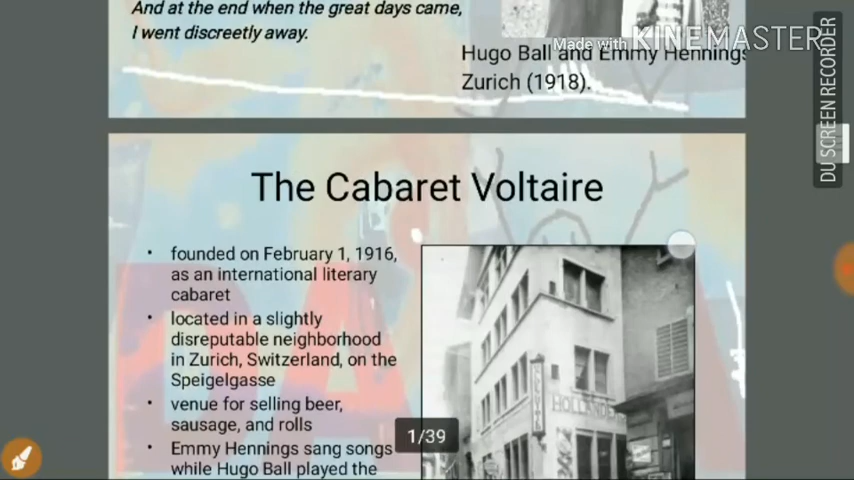 And at the end when the great days came,
I went discreetly away.
Made with KINEMASTER
Hugo Ball and Emmy Hennings
Zurich (1918).
DU SCREEN RECORDER
The Cabaret Voltaire
• founded on February 1, 1916,
as an international literary
cabaret
• located in a slightly
disreputable neighborhood
in Zurich, Switzerland, on the
Speigelgasse
• venue for selling beer,
sausage, and rolls
• Emmy Hennings sang songs
while Hugo Ball played the
1/39
HOLLAND